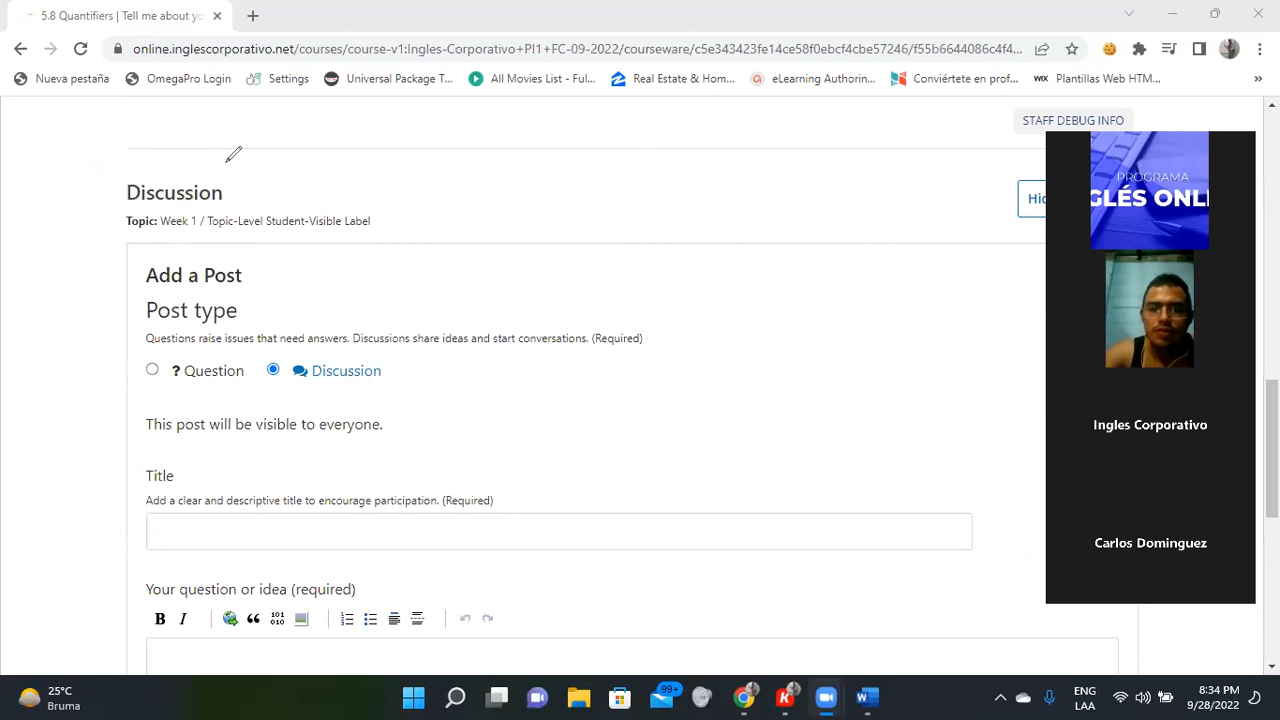 5.8 Quantifiers | Tell me about yo
online.inglescorporativo.net/courses/course-v1:Ingles-Corporativo+PI1+FC-09-2022/courseware/c5e343423fe14ce58f0ebcf4cbe57246/f55b6644086c4f4...
Nueva pestaña
OmegaPro Login
Settings
Universal Package T...
All Movies List - Ful...
Real Estate & Hom...
eLearning Authorin...
Conviértete en prof...
WIX Plantillas Web HTM...
»
STAFF DEBUG INFO
PROGRAMA
GLÉS ONLI
Discussion
Hid
Topic: Week 1 / Topic-Level Student-Visible Label
Add a Post
Post type
Questions raise issues that need answers. Discussions share ideas and start conversations. (Required)
? Question
Discussion
This post will be visible to everyone.
Ingles Corporativo
Title
Add a clear and descriptive title to encourage participation. (Required)
Carlos Dominguez
Your question or idea (required)
B I
101
010
25°C
Bruma
99+
ENG
LAA
8:34 PM
9/28/2022